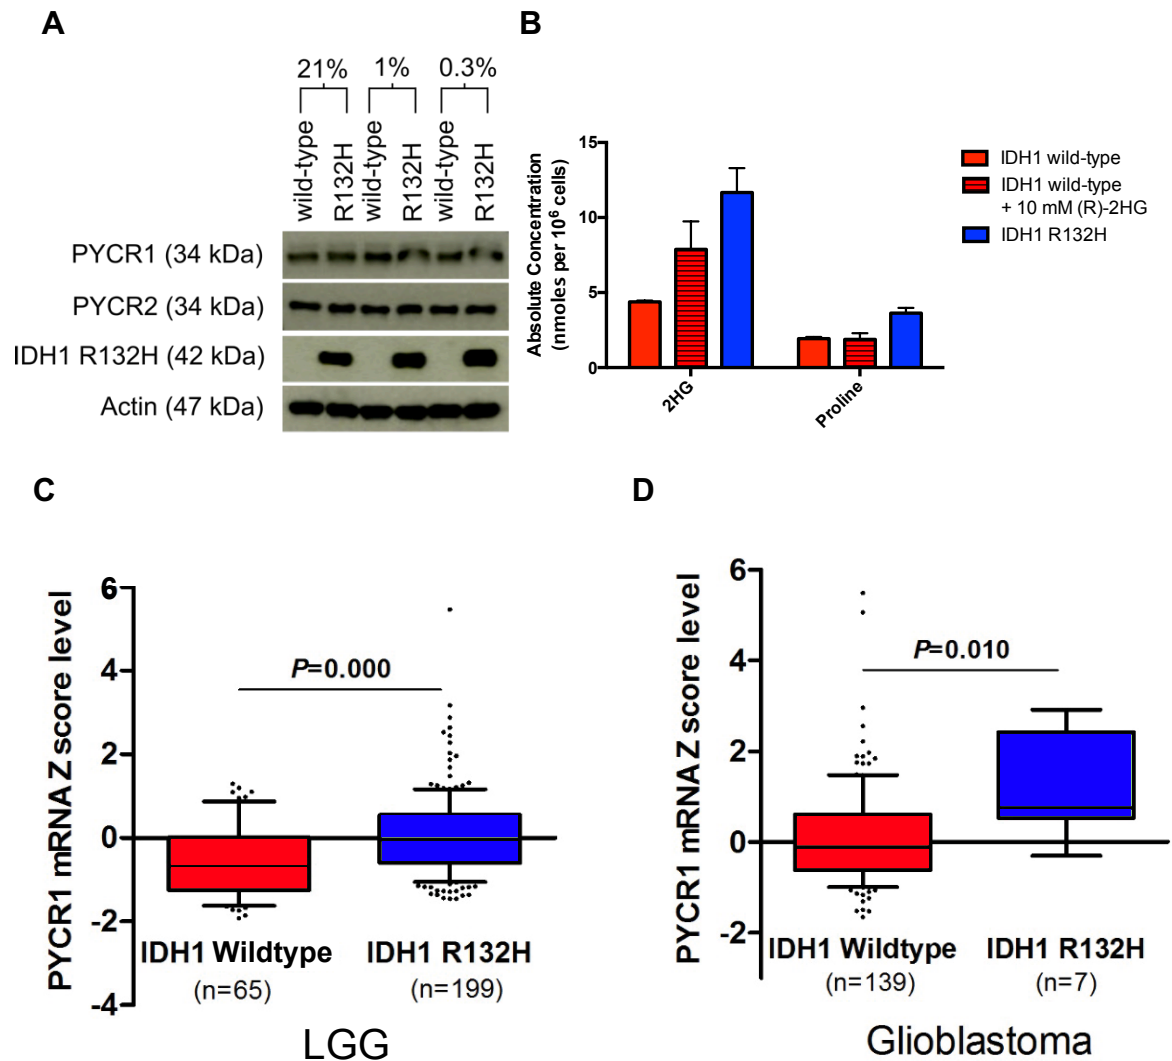 A
21%
1%
0.3%
wild-type
R132H
wild-type
R132H
wild-type
R132H
PYCR1 (34 kDa)
PYCR2 (34 kDa)
IDH1 R132H (42 kDa)
Actin (47 kDa)
B
Absolute Concentration
(nmoles per 10⁶ cells)
15
10
5
0
2HG
Proline
IDH1 wild-type
IDH1 wild-type
+ 10 mM (R)-2HG
IDH1 R132H
C
PYCR1 mRNA Z score level
6
4
2
0
-2
-4
P=0.000
IDH1 Wildtype
(n=65)
IDH1 R132H
(n=199)
LGG
D
PYCR1 mRNA Z score level
6
4
2
0
-2
P=0.010
IDH1 Wildtype
(n=139)
IDH1 R132H
(n=7)
Glioblastoma